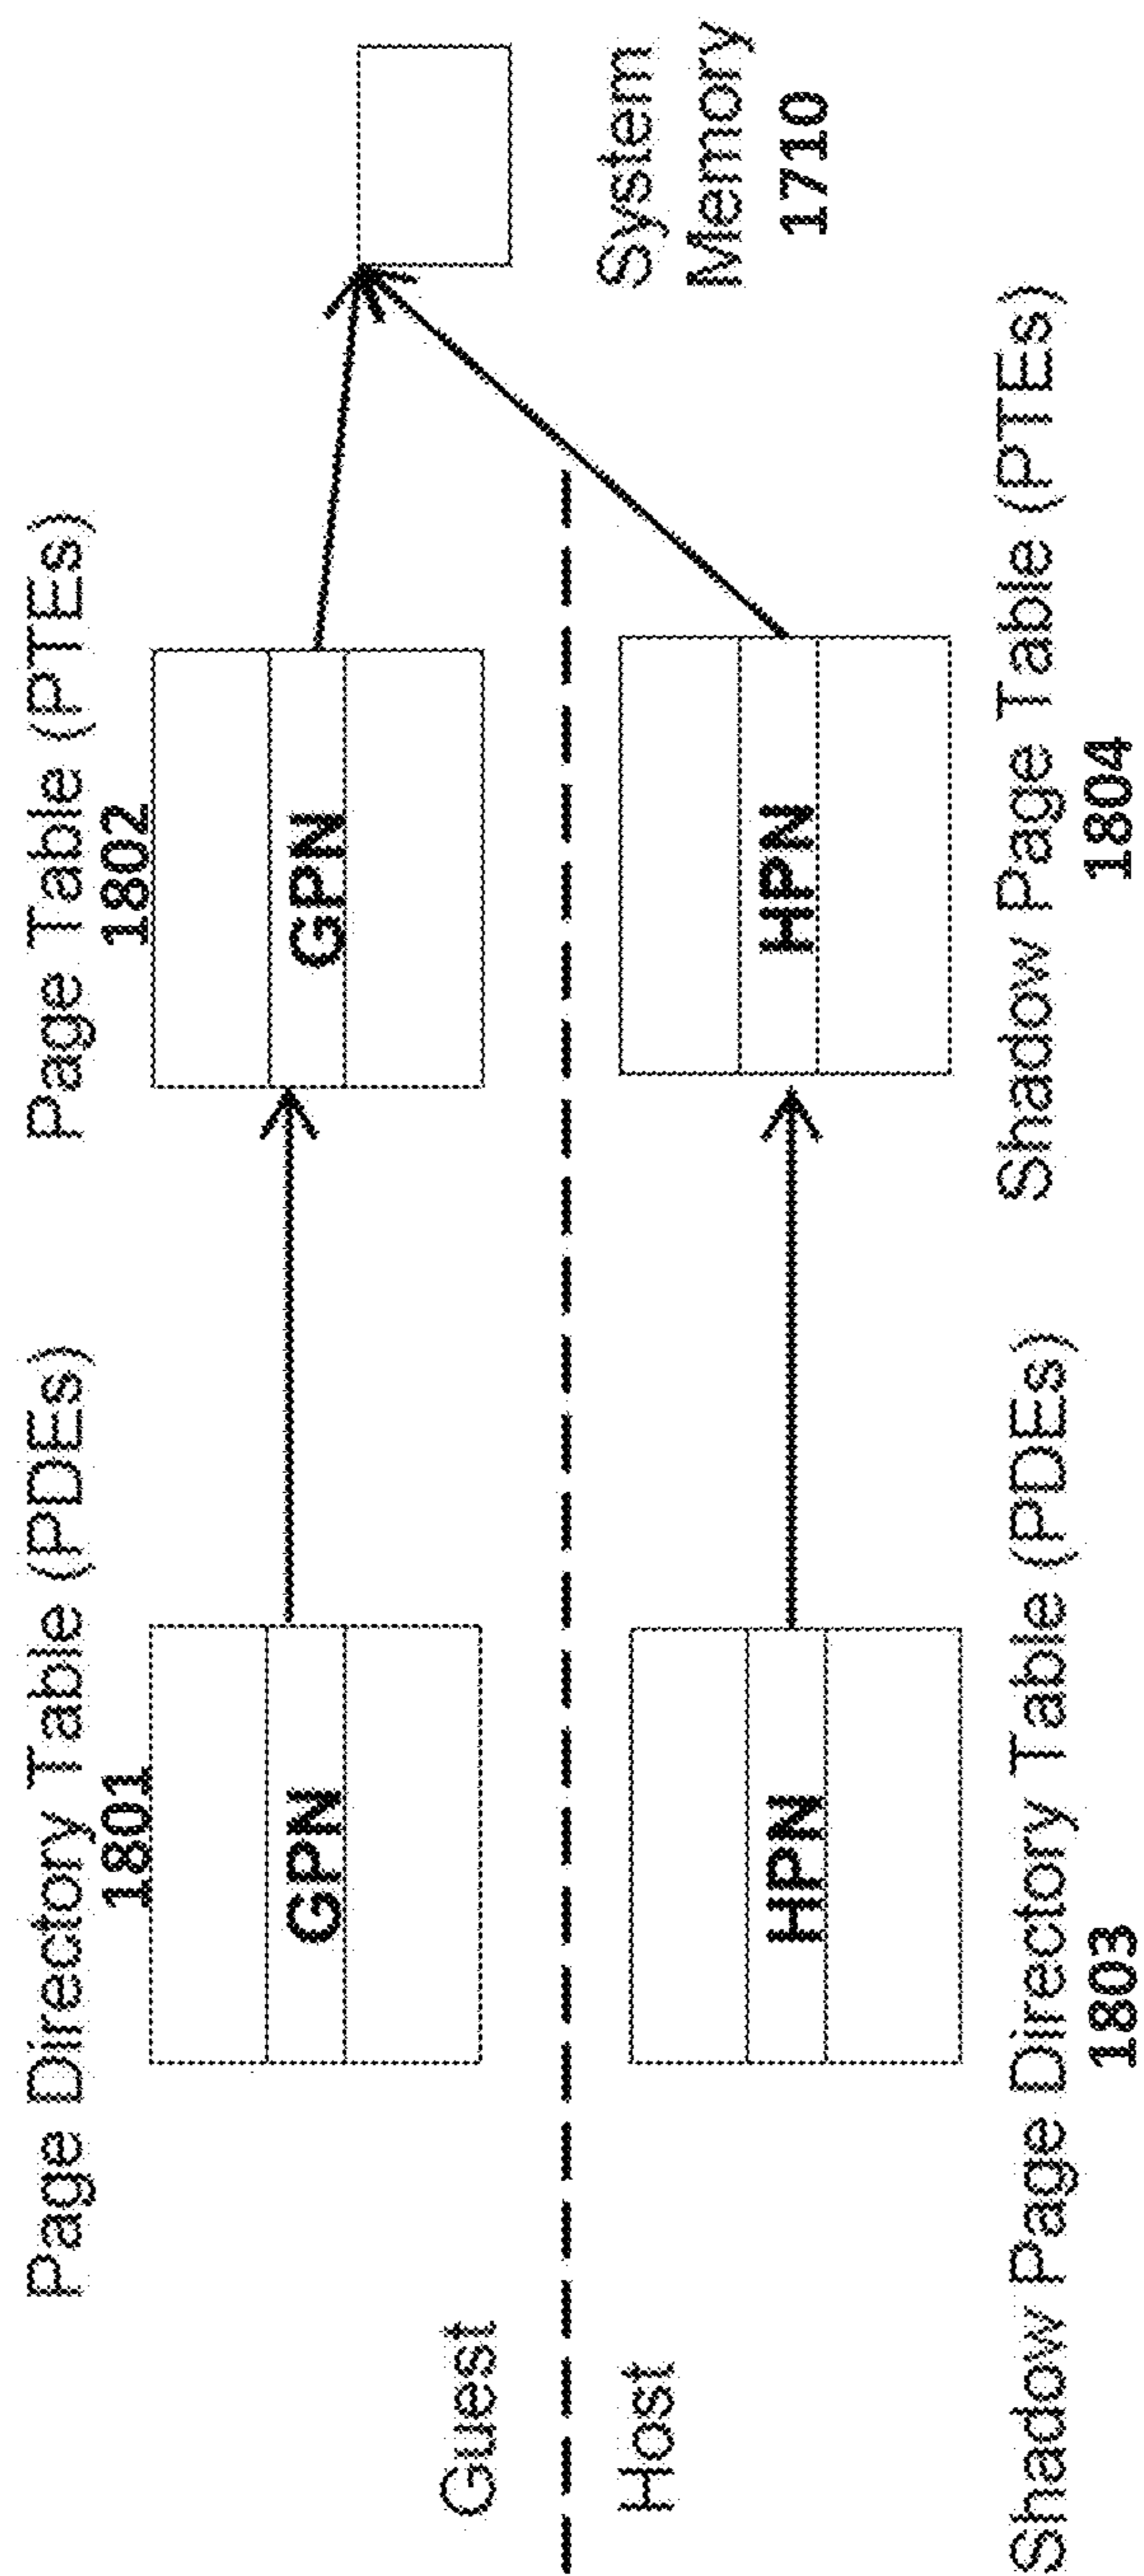 Page Directory Table (PDEs)
1801
GPN
Page Table (PTEs)
1802
GPN
Guest
Host
System
Memory
1710
HPN
Shadow Page Directory Table (PDEs)
1803
HPN
Shadow Page Table (PTEs)
1804